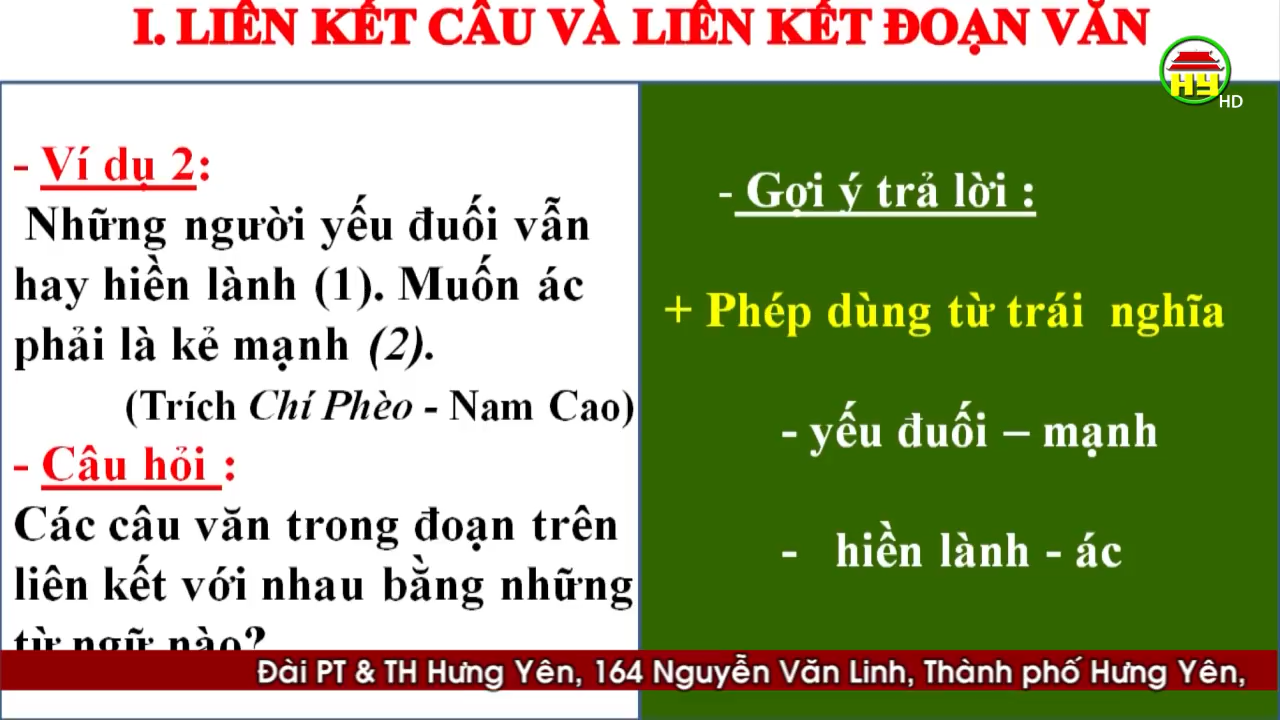 I. LIÊN KẾT CÂU VÀ LIÊN KẾT ĐOẠN VĂN
HY
HD
- Ví dụ 2:
Những người yếu đuối vẫn
hay hiền lành (1). Muốn ác
phải là kẻ mạnh (2).
(Trích Chí Phèo - Nam Cao)
- Câu hỏi :
Các câu văn trong đoạn trên
liên kết với nhau bằng những
từ ngữ nào?
- Gợi ý trả lời :
+ Phép dùng từ trái nghĩa
- yếu đuối – mạnh
- hiền lành - ác
Đài PT & TH Hưng Yên, 164 Nguyễn Văn Linh, Thành phố Hưng Yên,